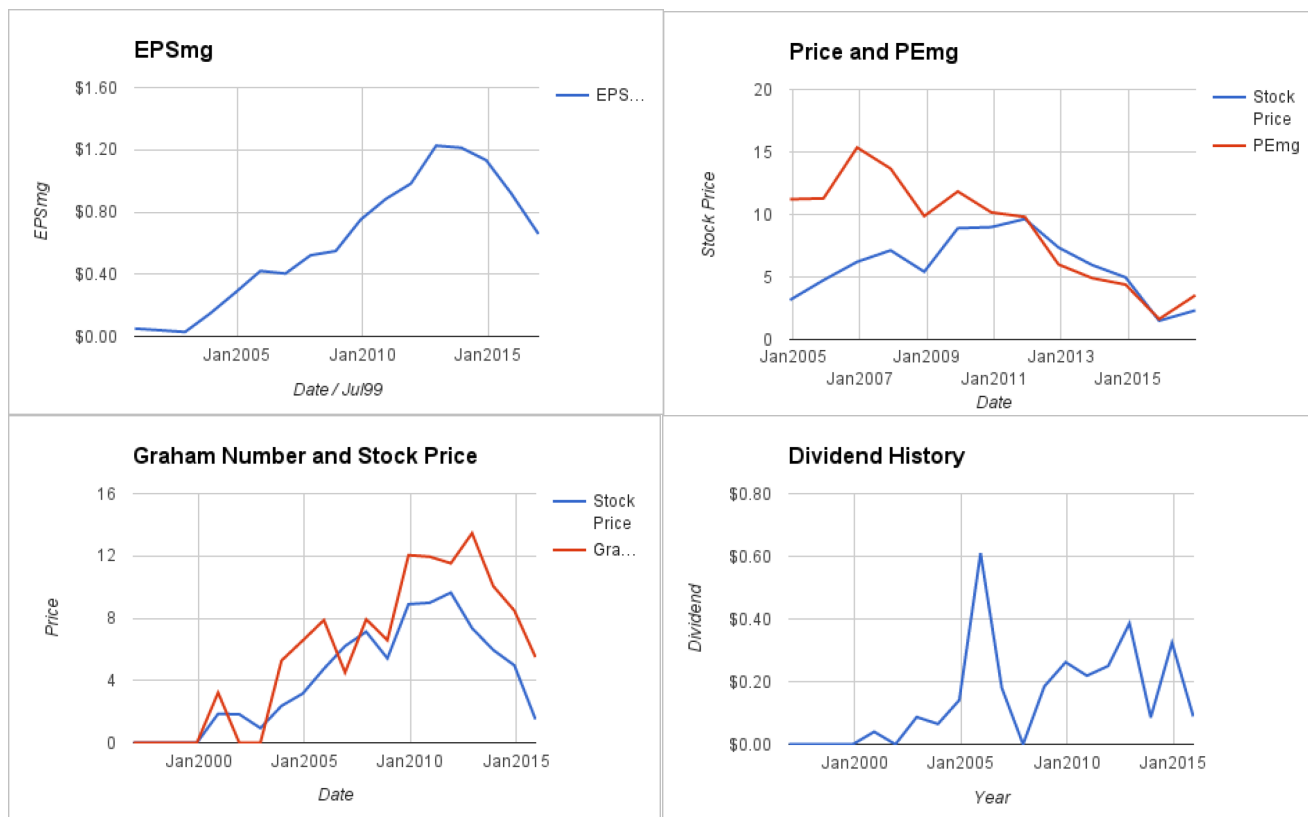 EPSmg
$1.60
$1.20
$0.80
$0.40
$0.00
EPSmg
Jan2005
Jan2010
Jan2015
Date / Jul99
EPS…
Price and PEmg
20
15
10
5
0
Stock Price
Jan2005
Jan2009
Jan2013
Jan2007
Jan2011
Jan2015
Date
Stock
Price
PEmg
Graham Number and Stock Price
16
12
8
4
0
Price
Jan2000
Jan2005
Jan2010
Jan2015
Date
Stock
Price
Gra…
Dividend History
$0.80
$0.60
$0.40
$0.20
$0.00
Dividend
Jan2000
Jan2005
Jan2010
Jan2015
Year